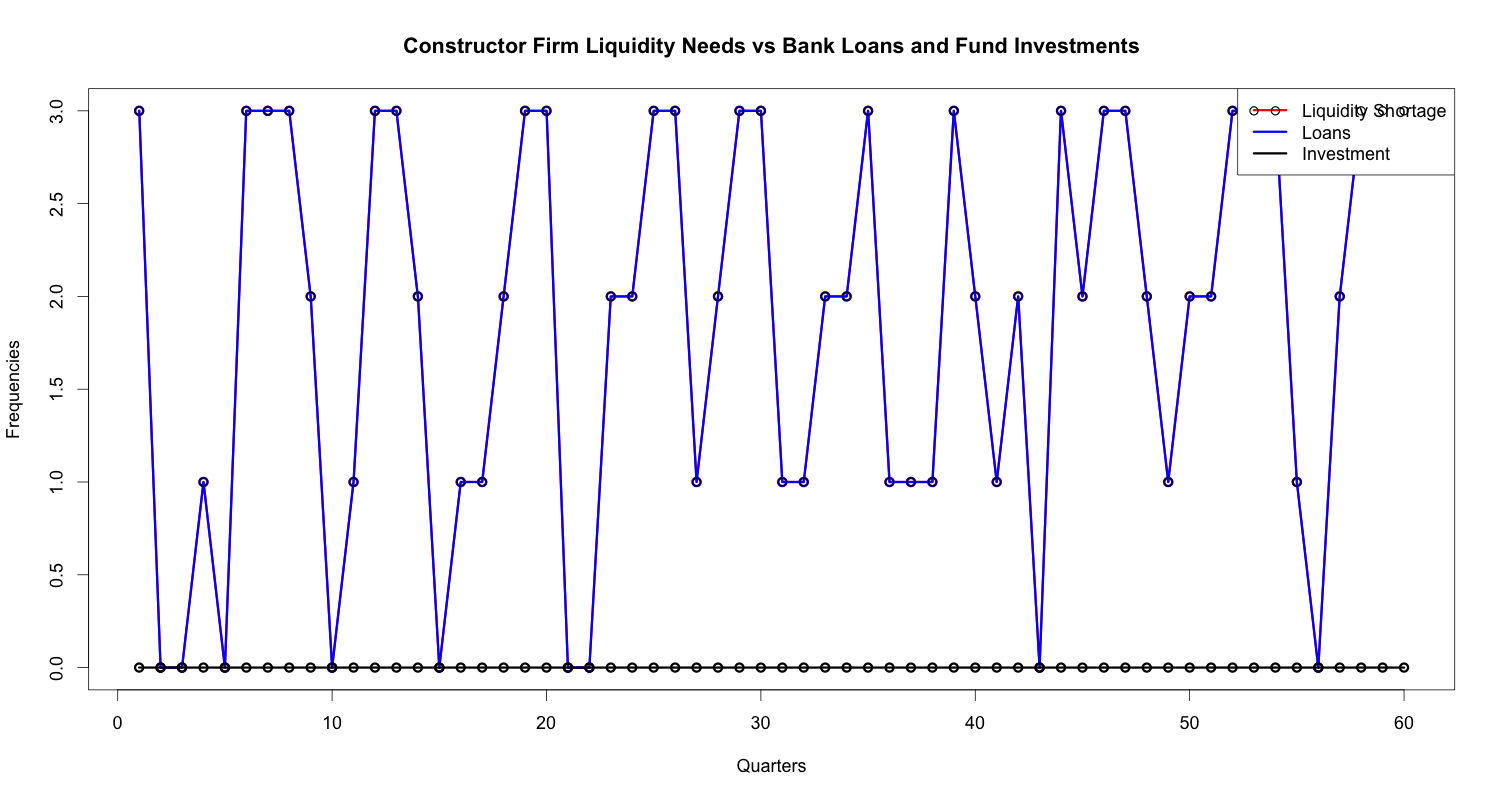 Constructor Firm Liquidity Needs vs Bank Loans and Fund Investments
Frequencies
3.0
2.5
2.0
1.5
1.0
0.5
0.0
Liquidity Shortage
Loans
Investment
0 10 20 30 40 50 60
Quarters